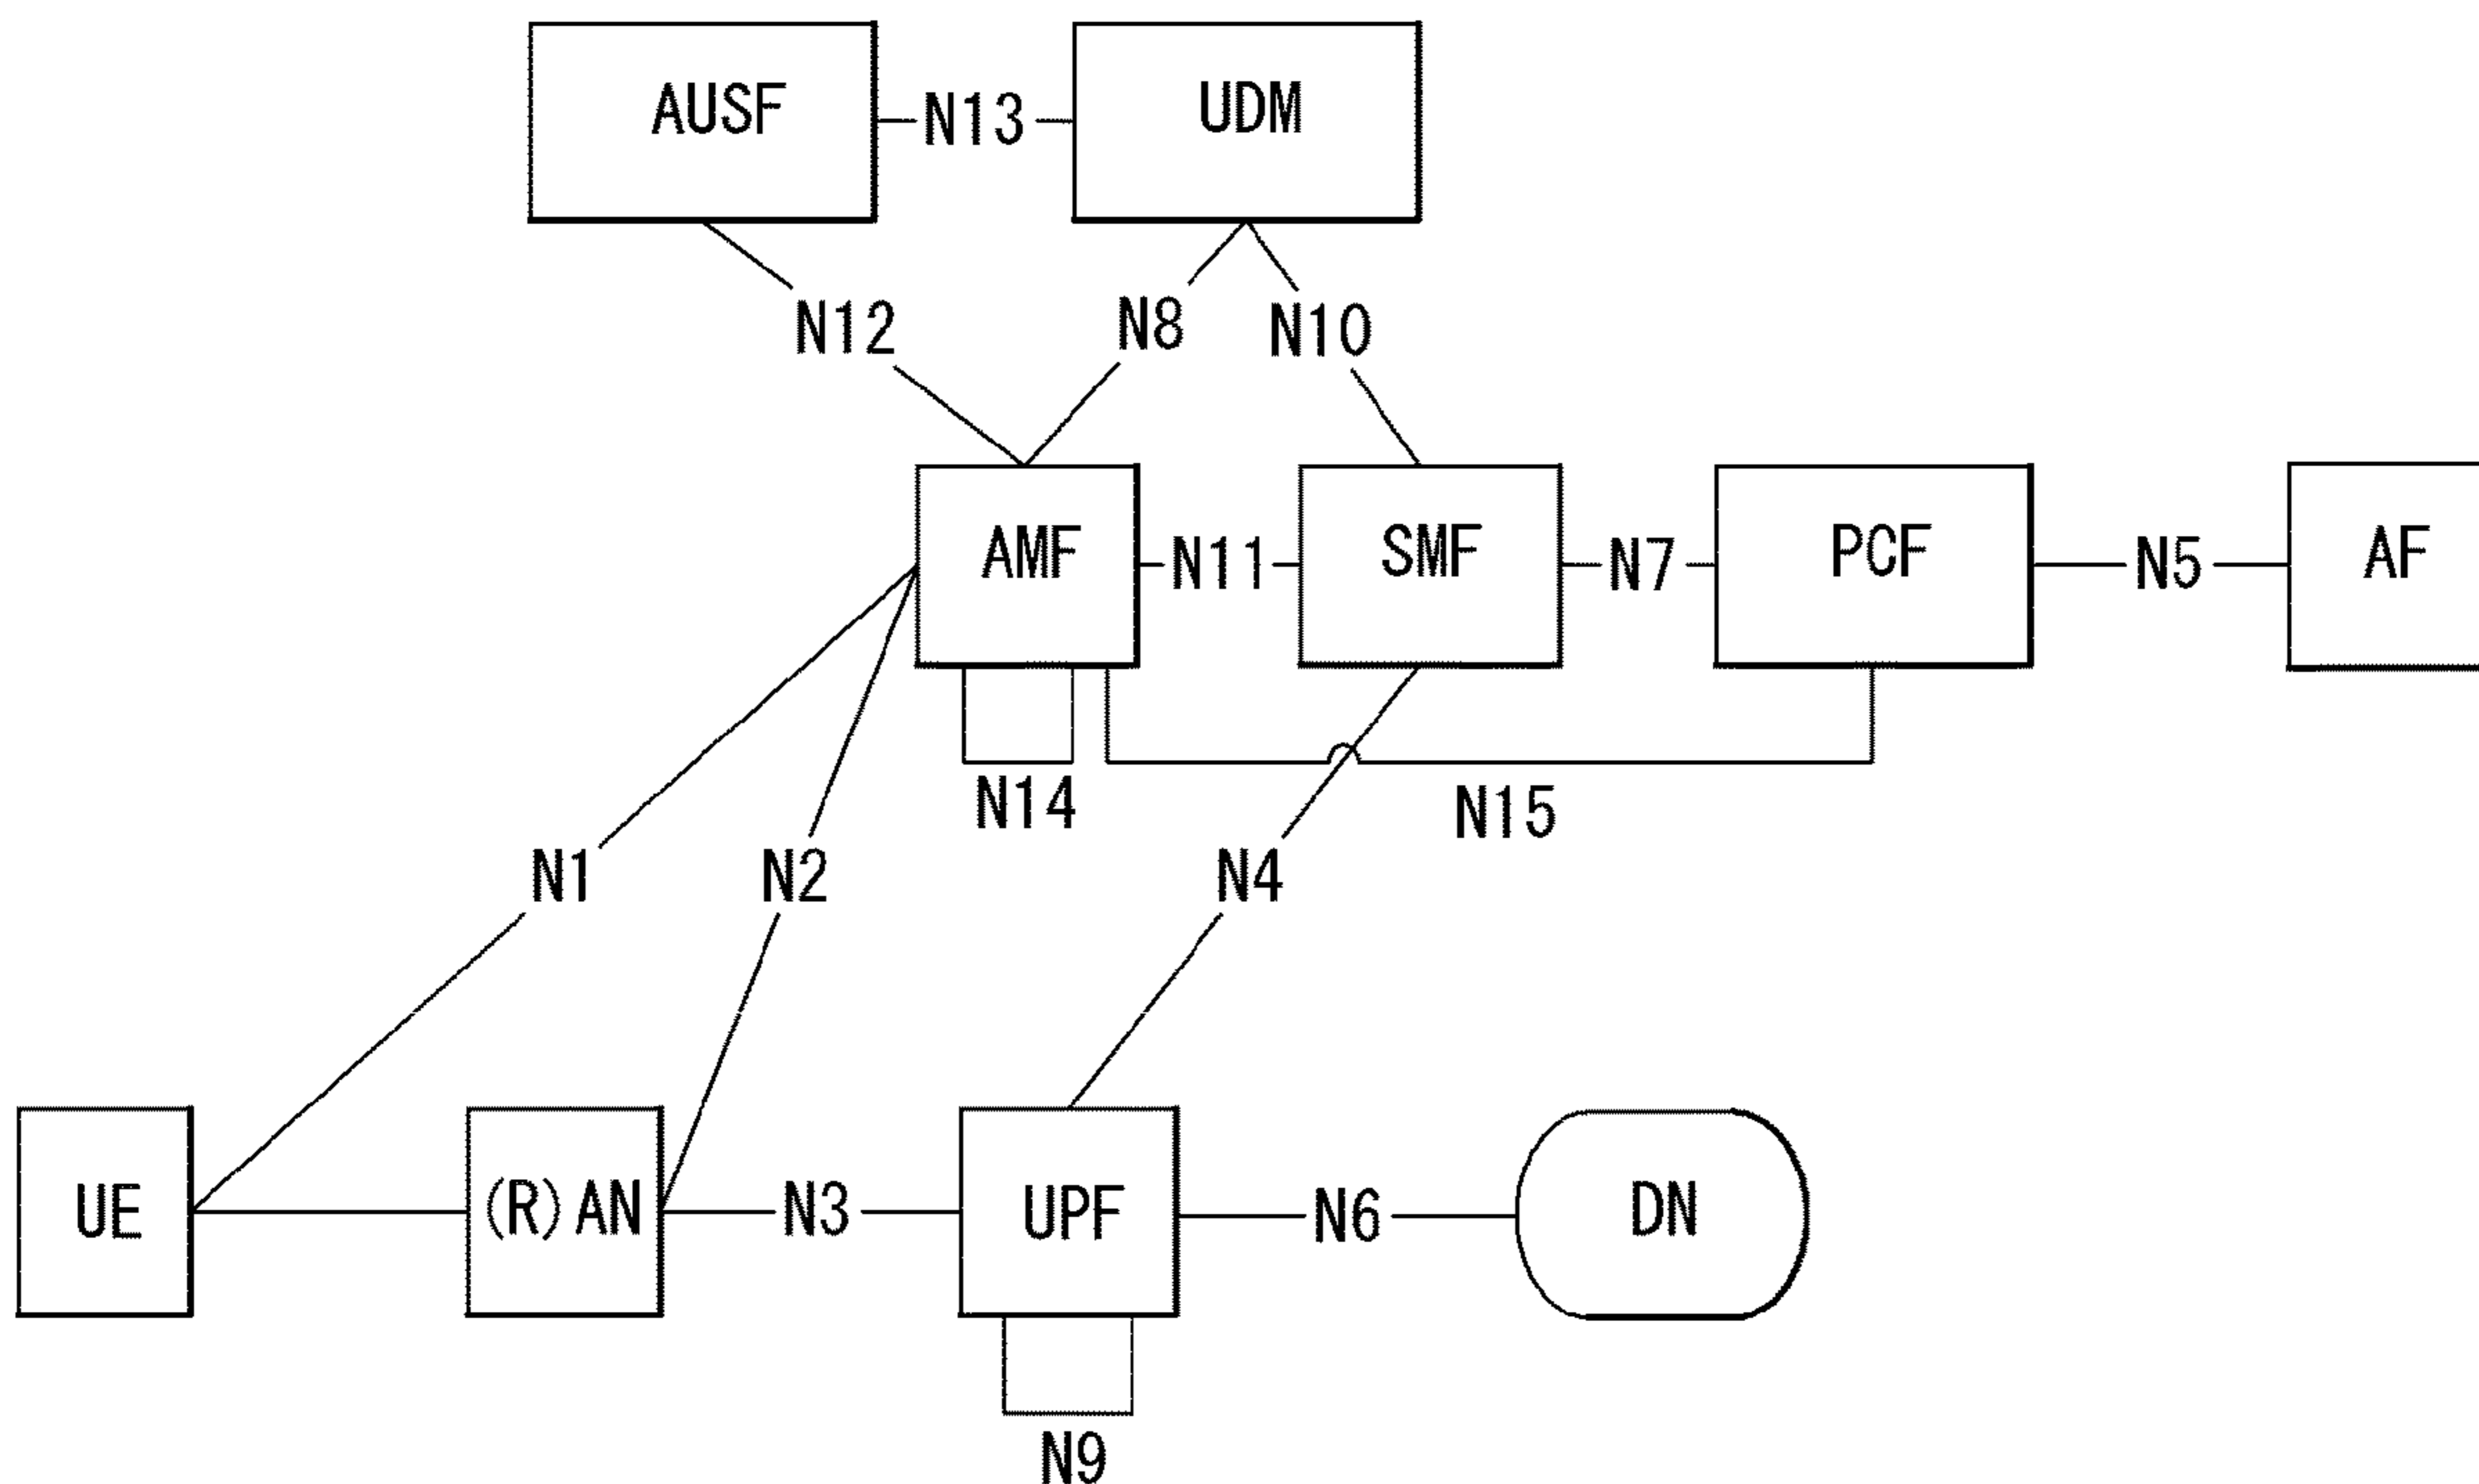 AUSF
N13
UDM
N12
N8
N10
AMF
N11
SMF
N7
PCF
N5
AF
N14
N15
N1
N2
N4
UE
(R)AN
N3
UPF
N6
DN
N9